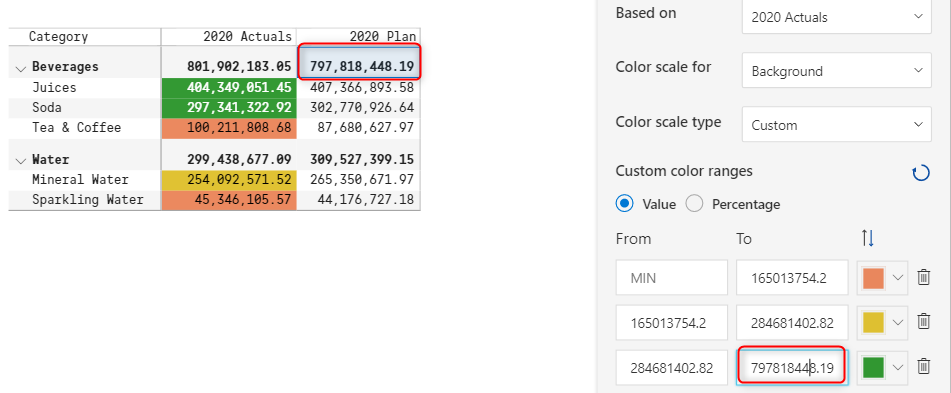 Category 2020 Actuals 2020 Plan
Beverages 801,902,183.05 797,818,448.19
Juices 404,349,051.45 407,366,893.58
Soda 297,341,322.92 302,770,926.64
Tea & Coffee 100,211,808.68 87,680,627.97
Water 299,438,677.09 309,527,399.15
Mineral Water 254,092,571.52 265,350,671.97
Sparkling Water 45,346,105.57 44,176,727.18
Based on 2020 Actuals
Color scale for Background
Color scale type Custom
Custom color ranges
Value Percentage
From To
MIN 165013754.2
165013754.2 284681402.82
284681402.82 797818448.19